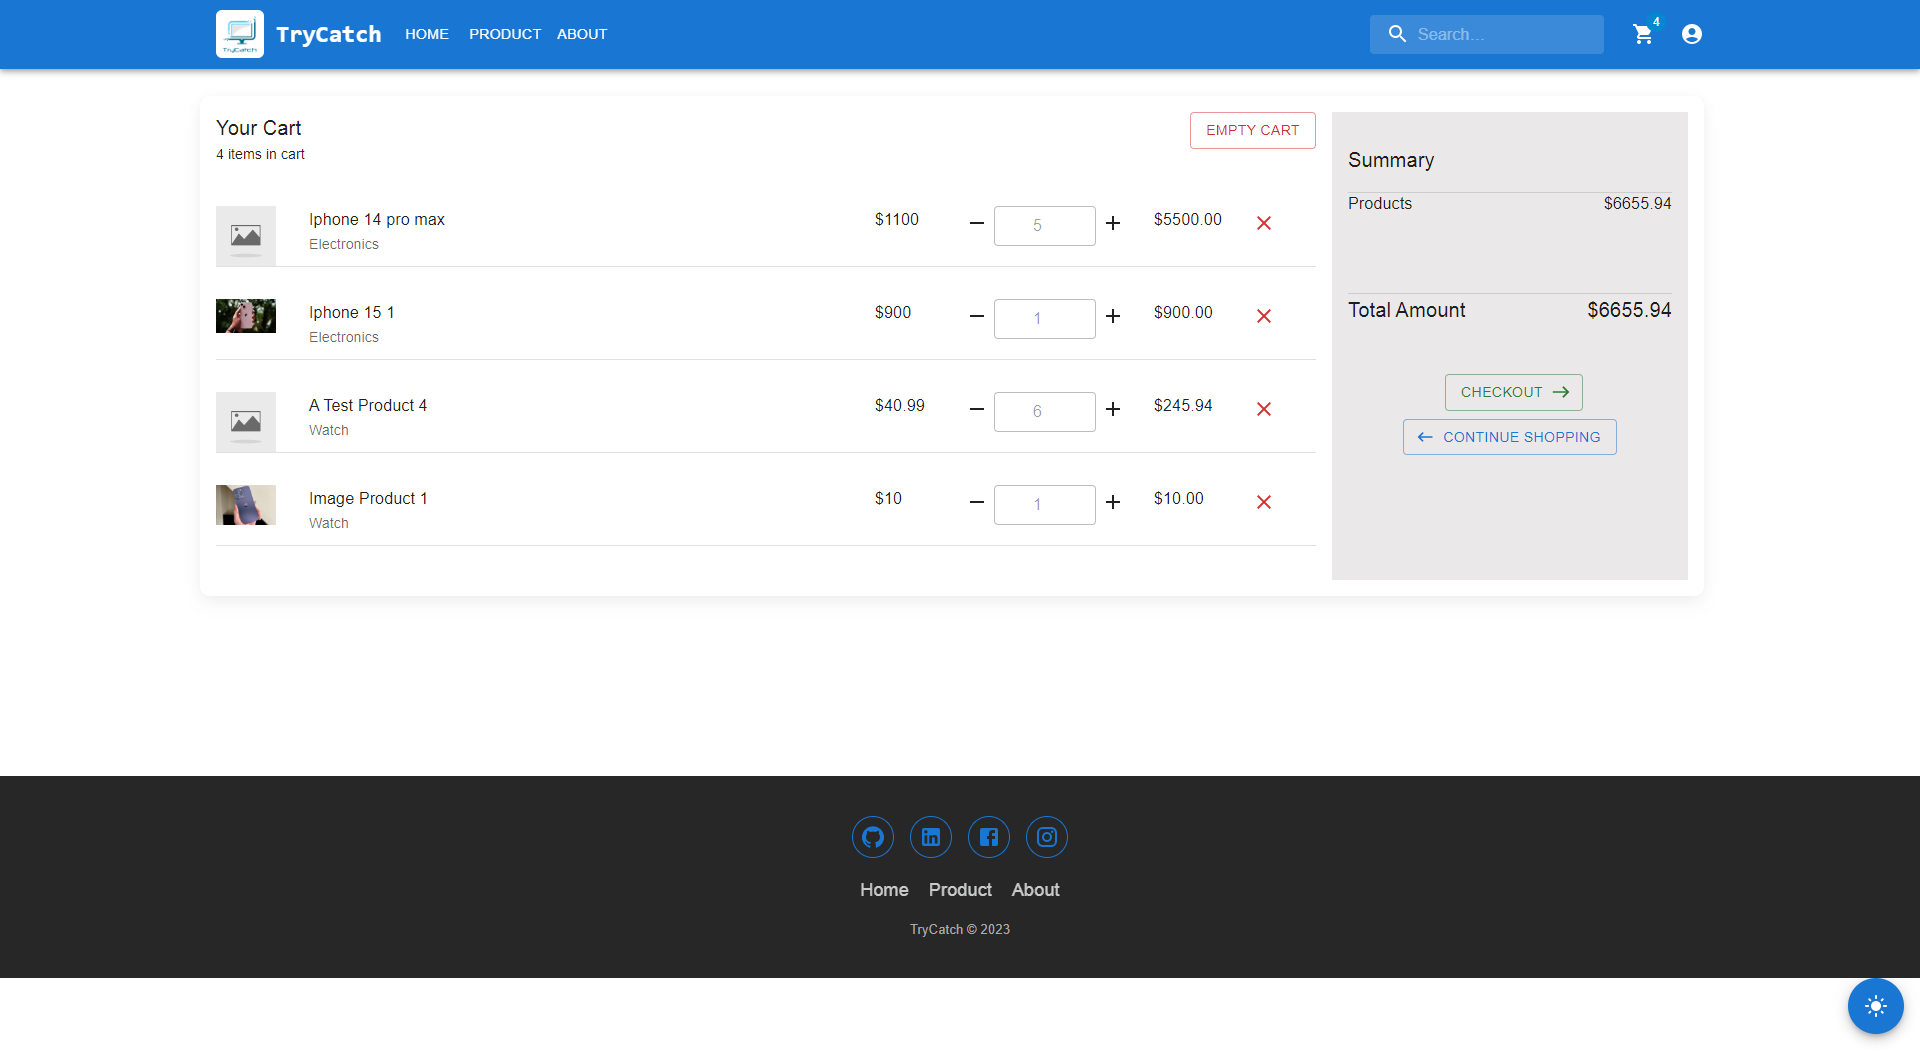 TryCatch
TryCatch
HOME
PRODUCT
ABOUT
Search...
4
Your Cart
4 items in cart
EMPTY CART
Iphone 14 pro max
Electronics
$1100
5
$5500.00
Iphone 15 1
Electronics
$900
1
$900.00
A Test Product 4
Watch
$40.99
6
$245.94
Image Product 1
Watch
$10
1
$10.00
Summary
Products
$6655.94
Total Amount
$6655.94
CHECKOUT
CONTINUE SHOPPING
Home
Product
About
TryCatch © 2023